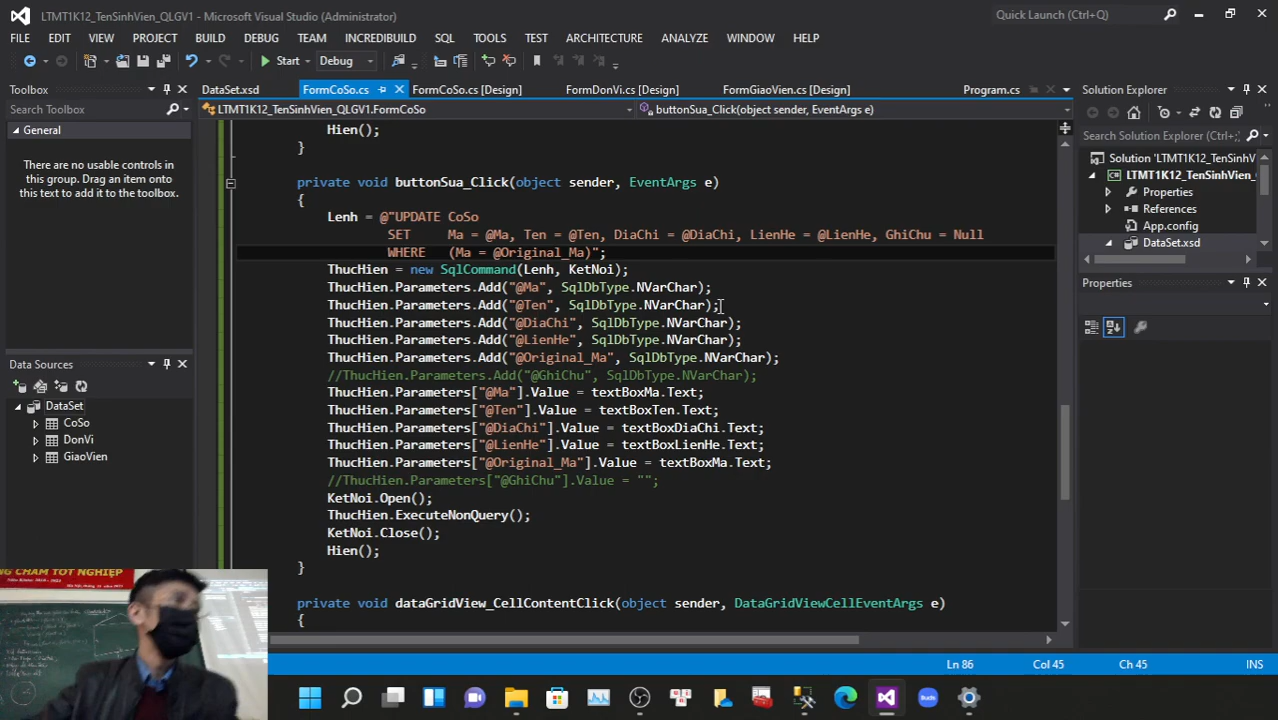 LTMT1K12_TenSinhVien_QLGV1 - Microsoft Visual Studio (Administrator)
Quick Launch (Ctrl+Q)
FILE EDIT VIEW PROJECT BUILD DEBUG TEAM INCREDIBUILD SQL TOOLS TEST ARCHITECTURE ANALYZE WINDOW HELP
Start Debug
Toolbox
DataSet.xsd FormCoSo.cs FormCoSo.cs [Design] FormDonVi.cs [Design] FormGiaoVien.cs [Design] Program.cs
Solution Explorer
Search Toolbox
LTMT1K12_TenSinhVien_QLGV1.FormCoSo
buttonSua_Click(object sender, EventArgs e)
General
There are no usable controls in
this group. Drag an item onto
this text to add it to the toolbox.
Hien();
}
private void buttonSua_Click(object sender, EventArgs e)
{
Lenh = @"UPDATE CoSo
SET Ma = @Ma, Ten = @Ten, DiaChi = @DiaChi, LienHe = @LienHe, GhiChu = Null
WHERE (Ma = @Original_Ma)";
ThucHien = new SqlCommand(Lenh, KetNoi);
ThucHien.Parameters.Add("@Ma", SqlDbType.NVarChar);
ThucHien.Parameters.Add("@Ten", SqlDbType.NVarChar);
ThucHien.Parameters.Add("@DiaChi", SqlDbType.NVarChar);
ThucHien.Parameters.Add("@LienHe", SqlDbType.NVarChar);
ThucHien.Parameters.Add("@Original_Ma", SqlDbType.NVarChar);
//ThucHien.Parameters.Add("@GhiChu", SqlDbType.NVarChar);
ThucHien.Parameters["@Ma"].Value = textBoxMa.Text;
ThucHien.Parameters["@Ten"].Value = textBoxTen.Text;
ThucHien.Parameters["@DiaChi"].Value = textBoxDiaChi.Text;
ThucHien.Parameters["@LienHe"].Value = textBoxLienHe.Text;
ThucHien.Parameters["@Original_Ma"].Value = textBoxMa.Text;
//ThucHien.Parameters["@GhiChu"].Value = "";
KetNoi.Open();
ThucHien.ExecuteNonQuery();
KetNoi.Close();
Hien();
}
private void dataGridView_CellContentClick(object sender, DataGridViewCellEventArgs e)
{
Search Solution Explorer (Ctrl+;)
Solution 'LTMT1K12_TenSinhV
LTMT1K12_TenSinhVien_
Properties
References
App.config
DataSet.xsd
Properties
Data Sources
DataSet
CoSo
DonVi
GiaoVien
NG CHẤM TỐT NGHIỆP
Ln 86 Col 45 Ch 45 INS